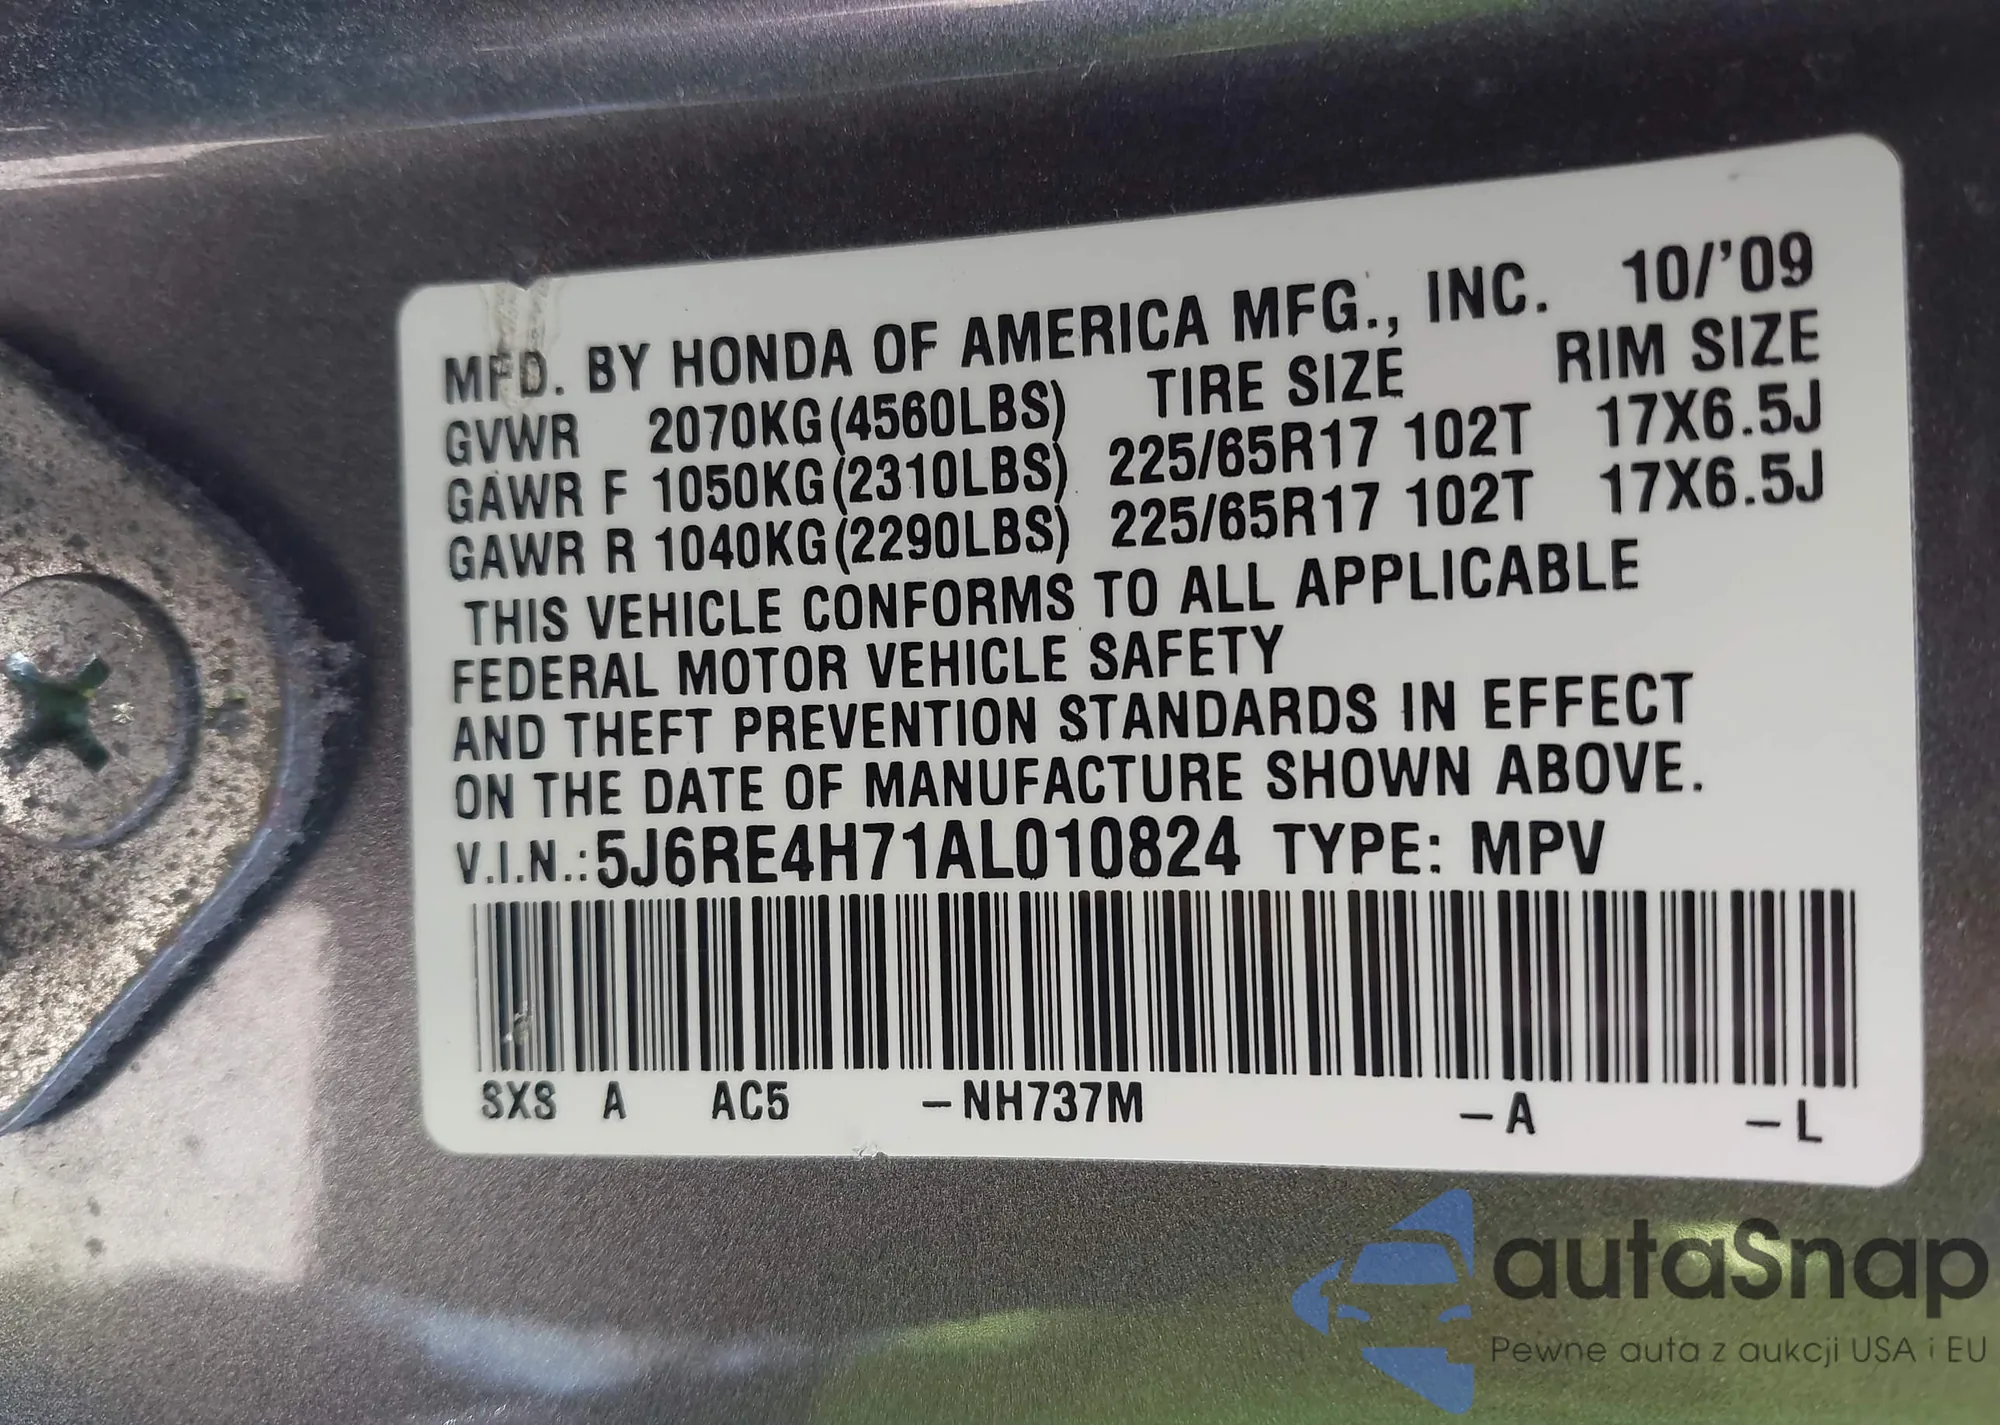 MFD. BY HONDA OF AMERICA MFG., INC. 10/'09
GVWR 2070KG(4560LBS) TIRE SIZE RIM SIZE
GAWR F 1050KG(2310LBS) 225/65R17 102T 17X6.5J
GAWR R 1040KG(2290LBS) 225/65R17 102T 17X6.5J
THIS VEHICLE CONFORMS TO ALL APPLICABLE
FEDERAL MOTOR VEHICLE SAFETY
AND THEFT PREVENTION STANDARDS IN EFFECT
ON THE DATE OF MANUFACTURE SHOWN ABOVE.
V.I.N.:5J6RE4H71AL010824 TYPE: MPV
SXS A AC5 -NH737M -A -L
autaSnap
Pewne auta z aukcji USA i EU